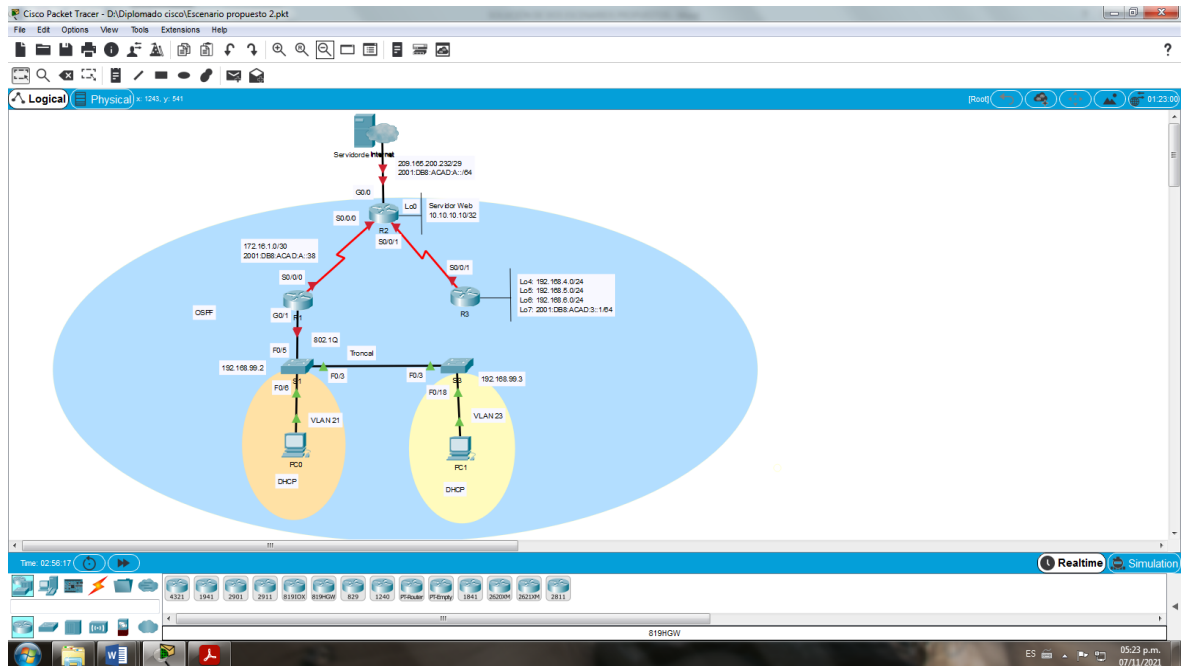 Cisco Packet Tracer - D:\Diplomado cisco\Escenario propuesto 2.pkt
File Edit Options View Tools Extensions Help
?
Logical Physical x: 1243, y: 541 [Root] 01:23:00
Servidorde Internet
209.165.200.232/29
2001:DB8:ACAD:A::/64
G0/0
Lo0
Servidor Web
10.10.10.10/32
S0/0/0
R2
S0/0/1
172.16.1.0/30
2001:DB8:ACAD:A::38
S0/0/0
S0/0/1
Lo4: 192.168.4.0/24
Lo5: 192.168.5.0/24
Lo6: 192.168.6.0/24
Lo7: 2001:DB8:ACAD:3::1/64
R3
OSPF
G0/1
R1
802.1Q
F0/5
Troncal
192.168.99.2
S1
F0/3
F0/3
S3
192.168.99.3
F0/6
F0/18
VLAN 21
VLAN 23
PC0
PC1
DHCP
DHCP
Time: 02:56:17
Realtime Simulation
4321 1941 2901 2911 819IOX 819HGW 829 1240 PT-Router PT-Empty 1841 2620XM 2621XM 2811
819HGW
ES
05:23 p.m.
07/11/2021